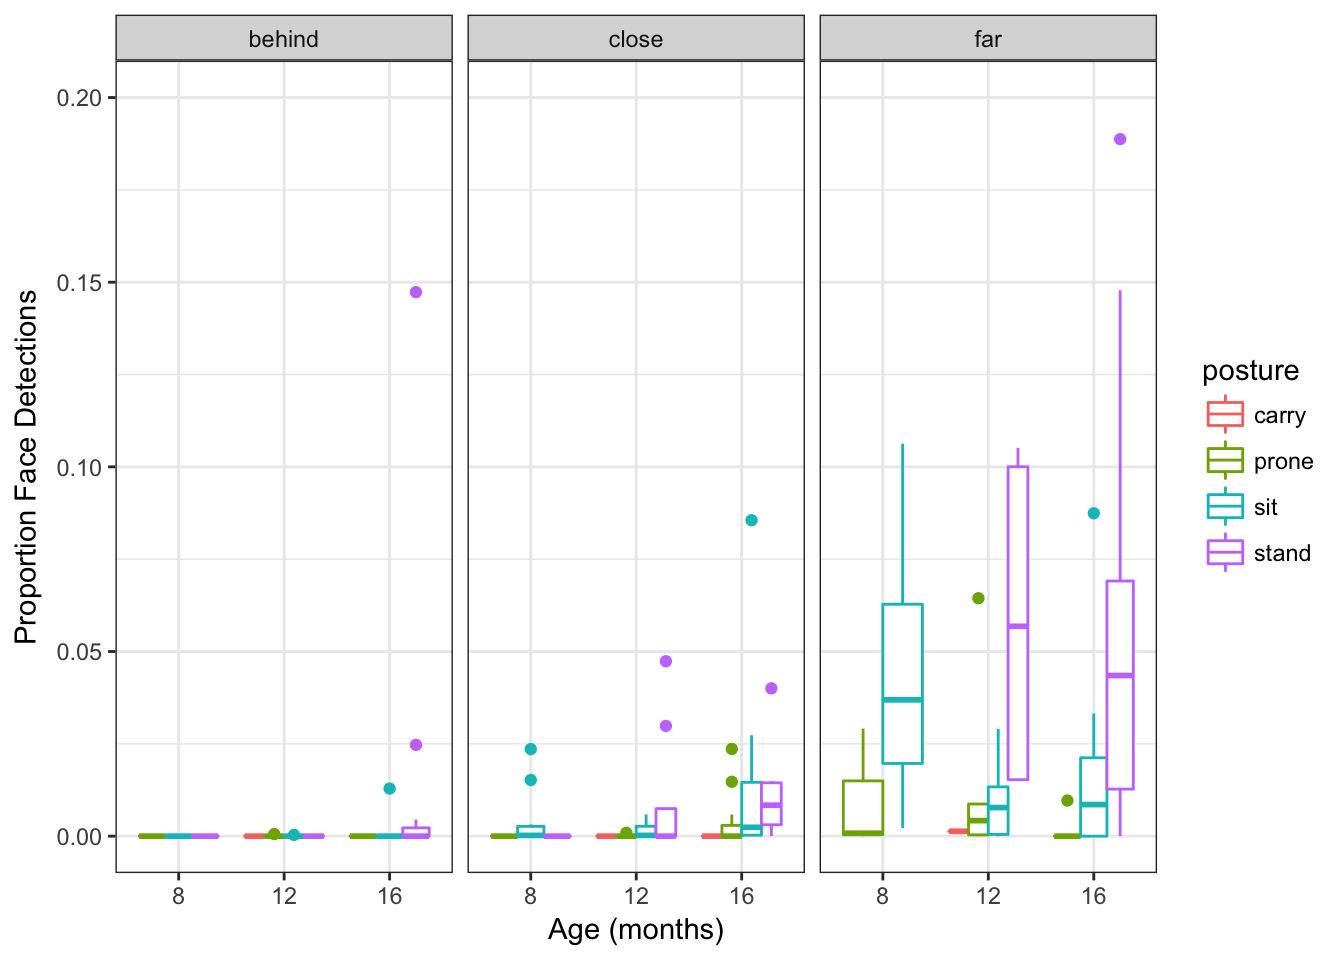 behind close far
0.20
0.15
0.10
0.05
0.00
8 12 16 8 12 16 8 12 16
Age (months)
Proportion Face Detections
posture
carry
prone
sit
stand